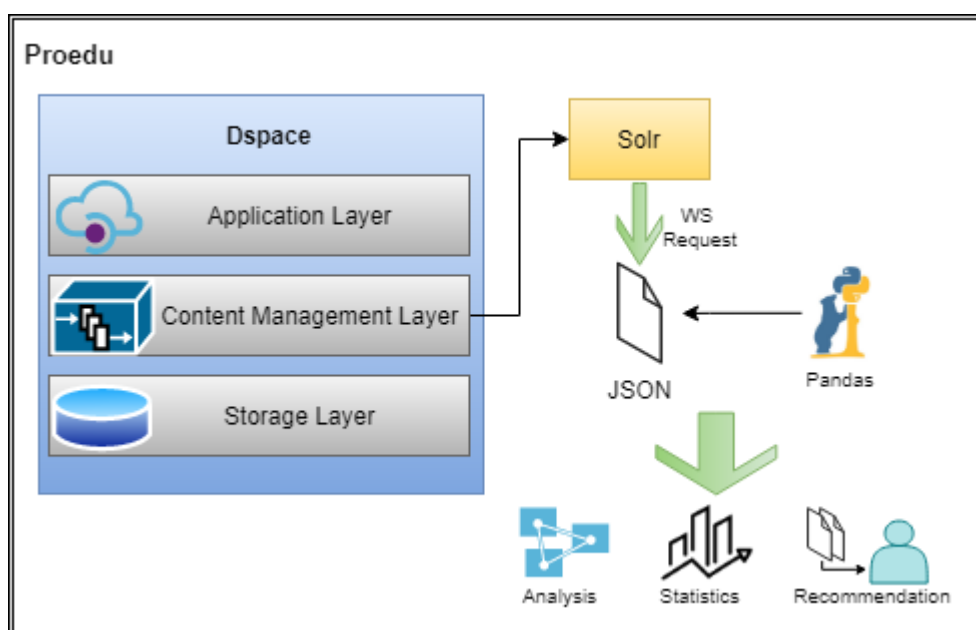 Proedu
Dspace
Application Layer
Content Management Layer
Storage Layer
Solr
WS
Request
JSON
Pandas
Analysis
Statistics
Recommendation